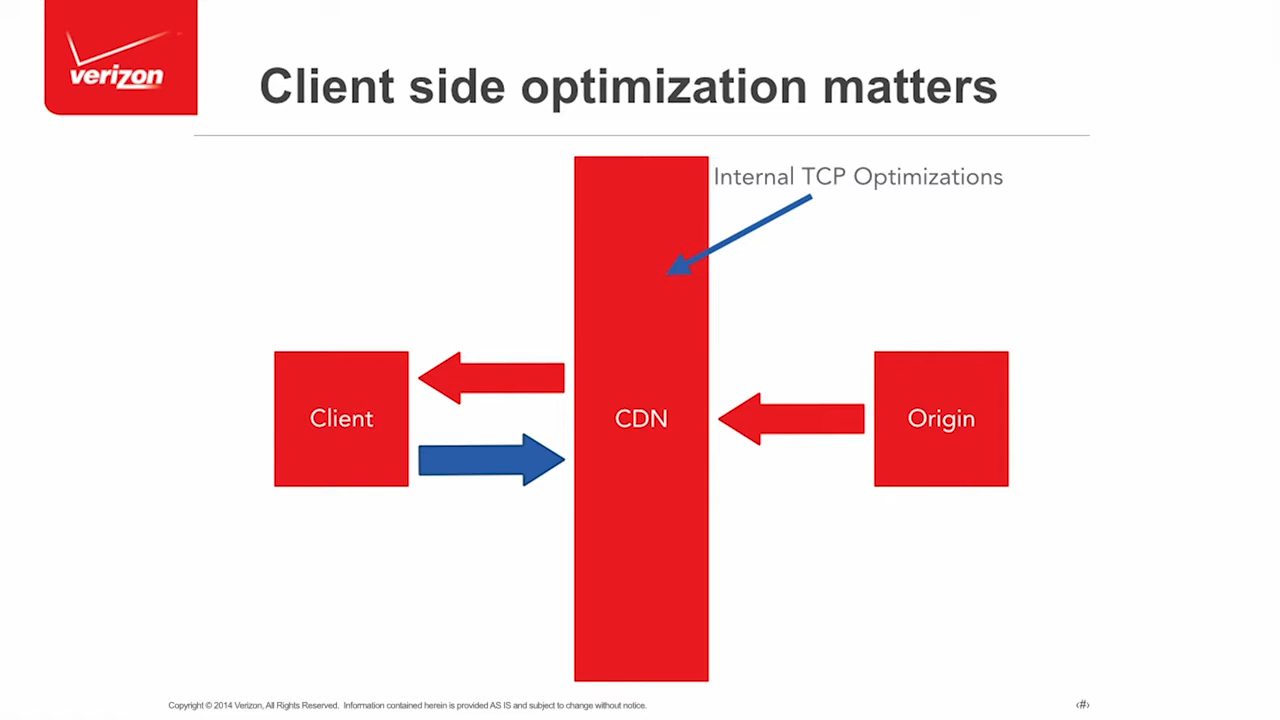 verizon
Client side optimization matters
Internal TCP Optimizations
Client
CDN
Origin
Copyright © 2014 Verizon, All Rights Reserved. Information contained herein is provided AS IS and subject to change without notice.
‹#›